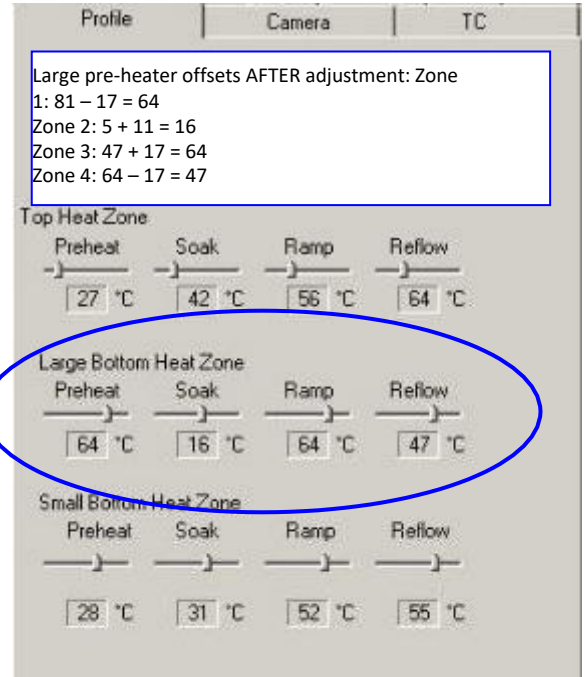 Profile Camera TC
Large pre-heater offsets AFTER adjustment: Zone
1: 81 – 17 = 64
Zone 2: 5 + 11 = 16
Zone 3: 47 + 17 = 64
Zone 4: 64 – 17 = 47
Top Heat Zone
Preheat Soak Ramp Reflow
27 °C 42 °C 56 °C 64 °C
Large Bottom Heat Zone
Preheat Soak Ramp Reflow
64 °C 16 °C 64 °C 47 °C
Small Bottom Heat Zone
Preheat Soak Ramp Reflow
28 °C 31 °C 52 °C 55 °C